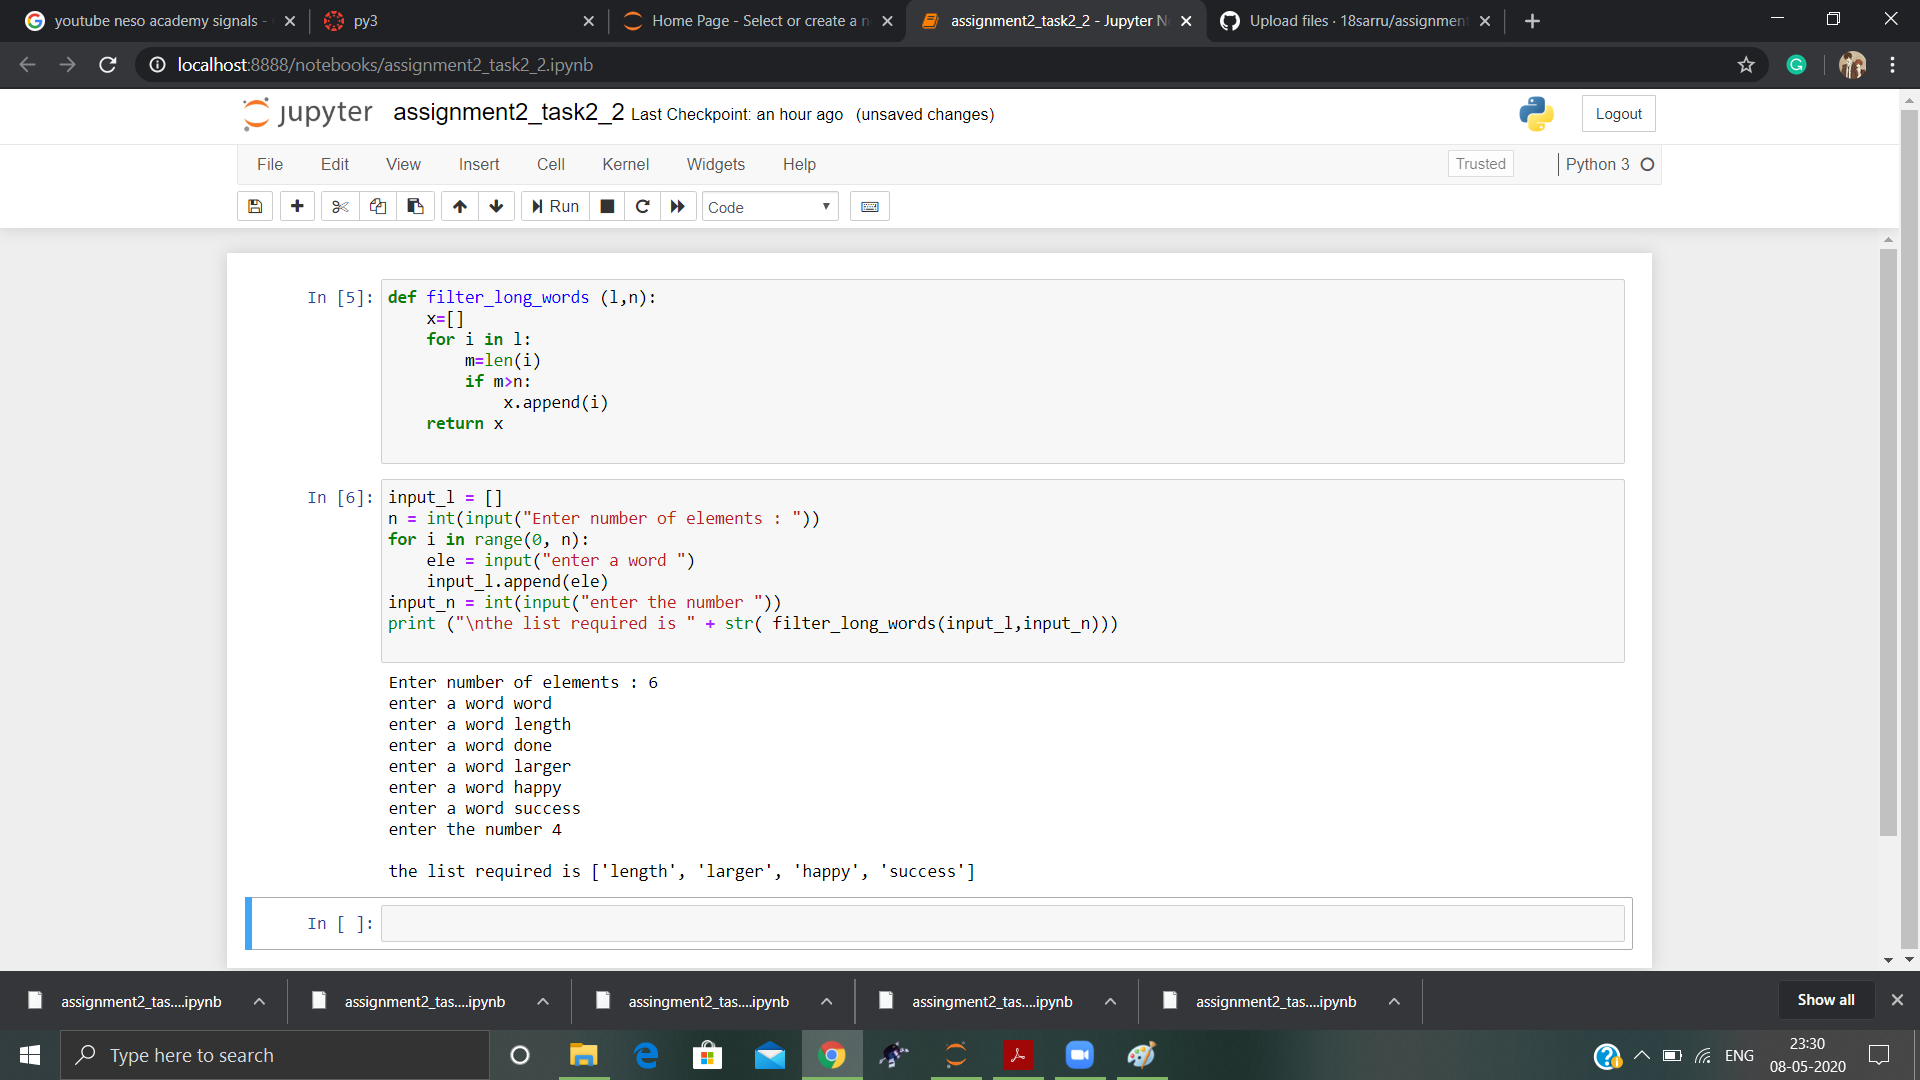 youtube neso academy signals -
py3
Home Page - Select or create a n
assignment2_task2_2 - Jupyter N
Upload files · 18sarru/assignment
localhost:8888/notebooks/assignment2_task2_2.ipynb
jupyter assignment2_task2_2 Last Checkpoint: an hour ago (unsaved changes)
Logout
File Edit View Insert Cell Kernel Widgets Help
Trusted
Python 3
Run
Code
In [5]: def filter_long_words (l,n):
    x=[]
    for i in l:
        m=len(i)
        if m>n:
            x.append(i)
    return x
In [6]: input_l = []
n = int(input("Enter number of elements : "))
for i in range(0, n):
    ele = input("enter a word ")
    input_l.append(ele)
input_n = int(input("enter the number "))
print ("\nthe list required is " + str( filter_long_words(input_l,input_n)))
Enter number of elements : 6
enter a word word
enter a word length
enter a word done
enter a word larger
enter a word happy
enter a word success
enter the number 4
the list required is ['length', 'larger', 'happy', 'success']
In [ ]:
assignment2_tas....ipynb
assignment2_tas....ipynb
assingment2_tas....ipynb
assingment2_tas....ipynb
assignment2_tas....ipynb
Show all
Type here to search
ENG
23:30
08-05-2020